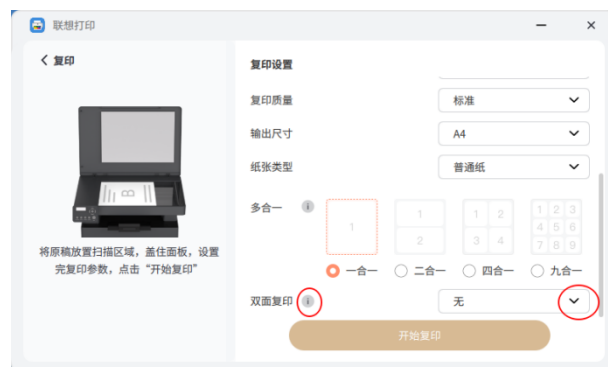 联想打印
复印
复印设置
复印质量 标准
输出尺寸 A4
纸张类型 普通纸
多合一 i
1
1
2
1 2
3 4
1 2 3
4 5 6
7 8 9
一合一 二合一 四合一 九合一
双面复印 i 无
开始复印
将原稿放置扫描区域，盖住面板，设置
完复印参数，点击“开始复印”